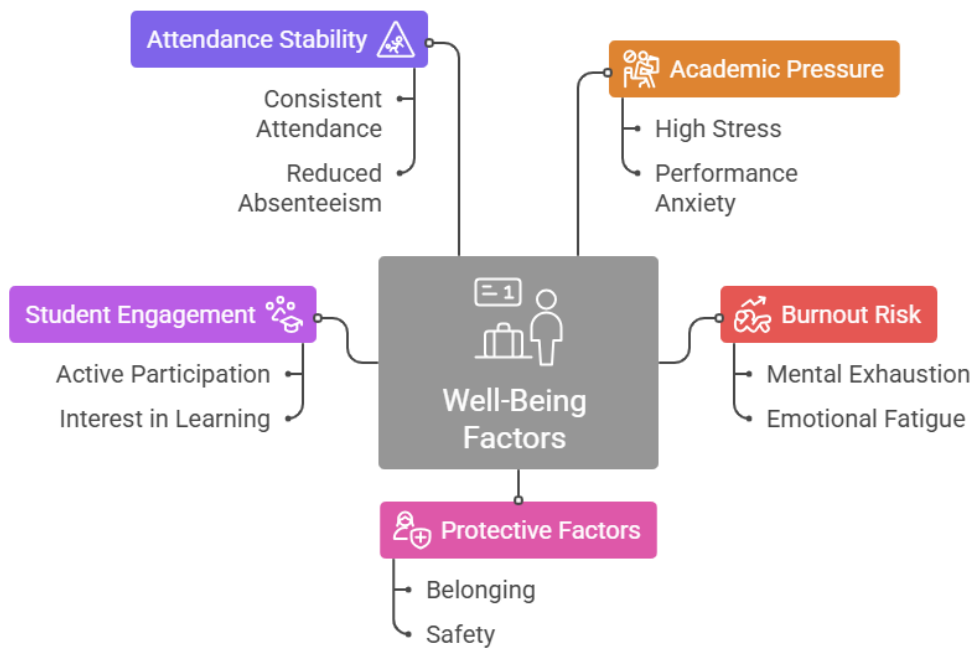 Attendance Stability
Consistent
Attendance
Reduced
Absenteeism
Academic Pressure
High Stress
Performance
Anxiety
Student Engagement
Active Participation
Interest in Learning
1
Well-Being
Factors
Burnout Risk
Mental Exhaustion
Emotional Fatigue
Protective Factors
Belonging
Safety